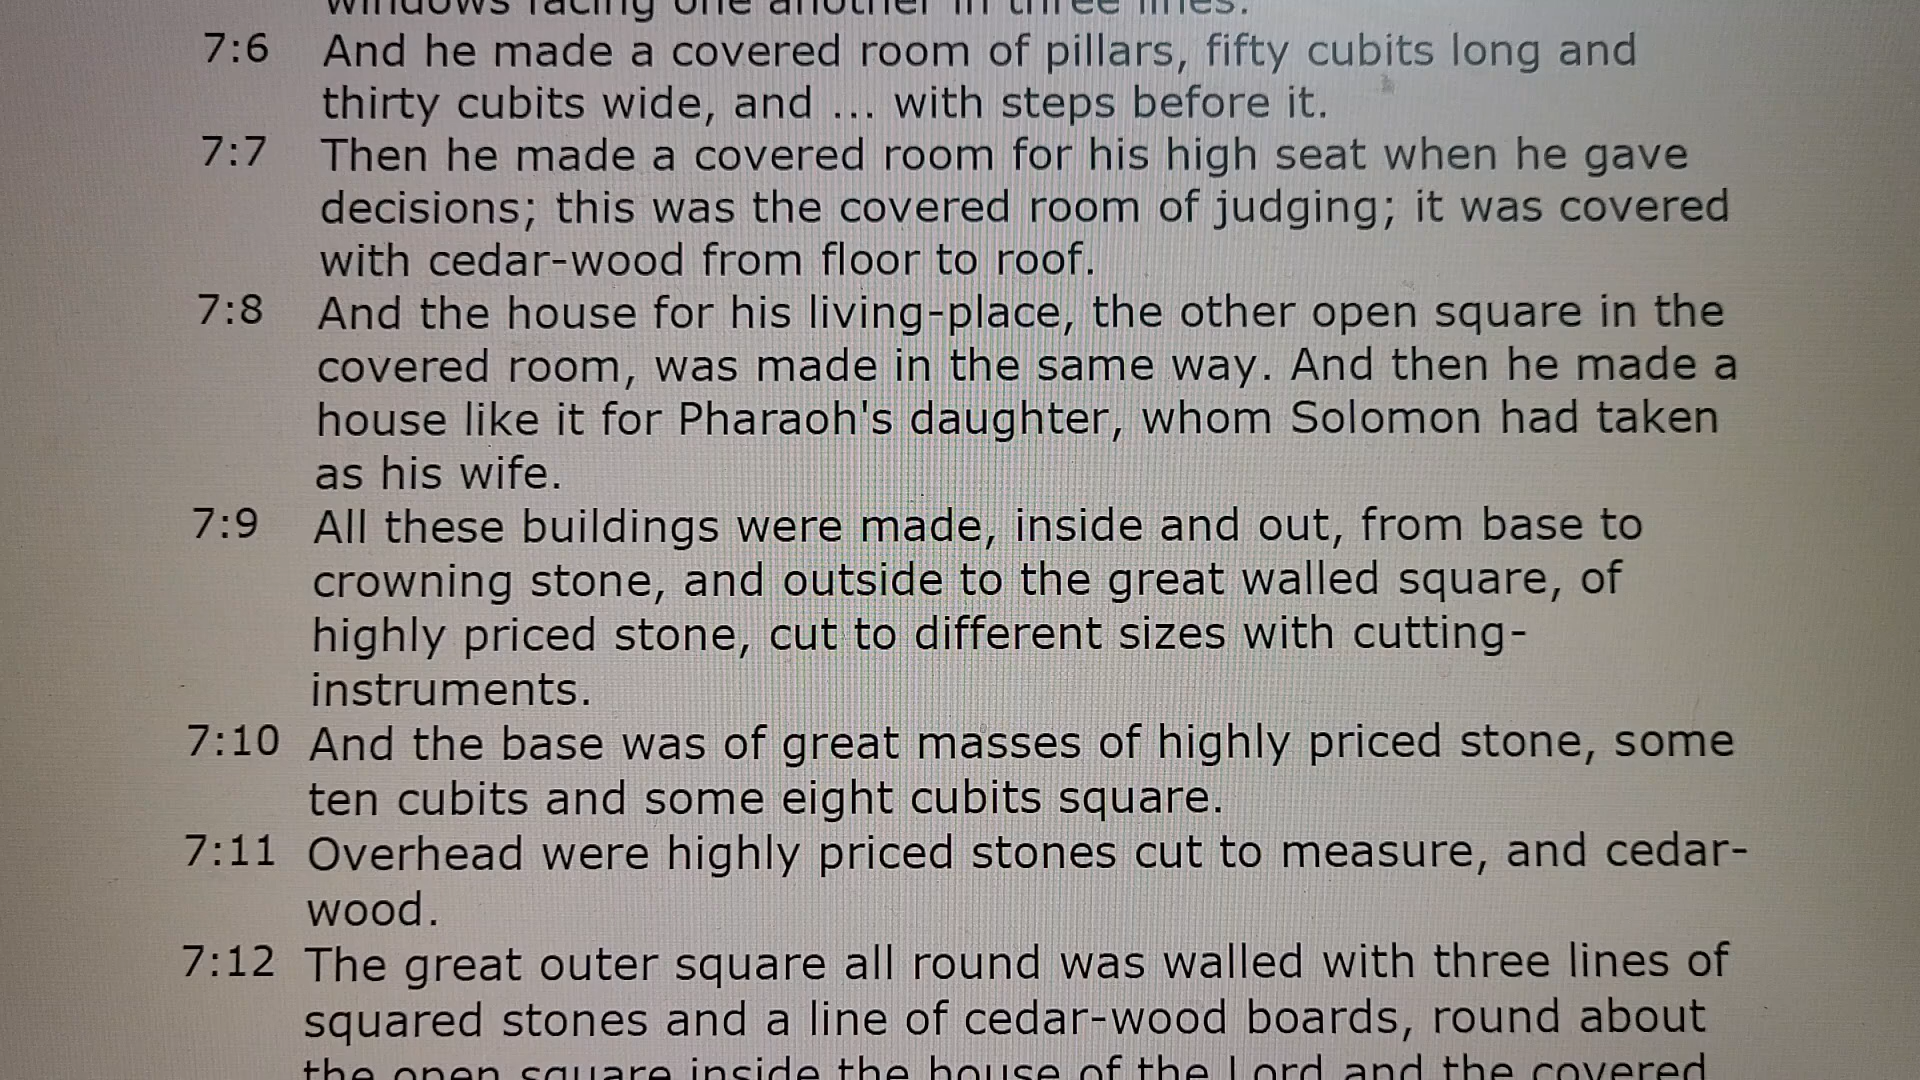 windows facing one another in three lines.
7:6 And he made a covered room of pillars, fifty cubits long and
thirty cubits wide, and ... with steps before it.
7:7 Then he made a covered room for his high seat when he gave
decisions; this was the covered room of judging; it was covered
with cedar-wood from floor to roof.
7:8 And the house for his living-place, the other open square in the
covered room, was made in the same way. And then he made a
house like it for Pharaoh's daughter, whom Solomon had taken
as his wife.
7:9 All these buildings were made, inside and out, from base to
crowning stone, and outside to the great walled square, of
highly priced stone, cut to different sizes with cutting-
instruments.
7:10 And the base was of great masses of highly priced stone, some
ten cubits and some eight cubits square.
7:11 Overhead were highly priced stones cut to measure, and cedar-
wood.
7:12 The great outer square all round was walled with three lines of
squared stones and a line of cedar-wood boards, round about
the open square inside the house of the Lord and the covered